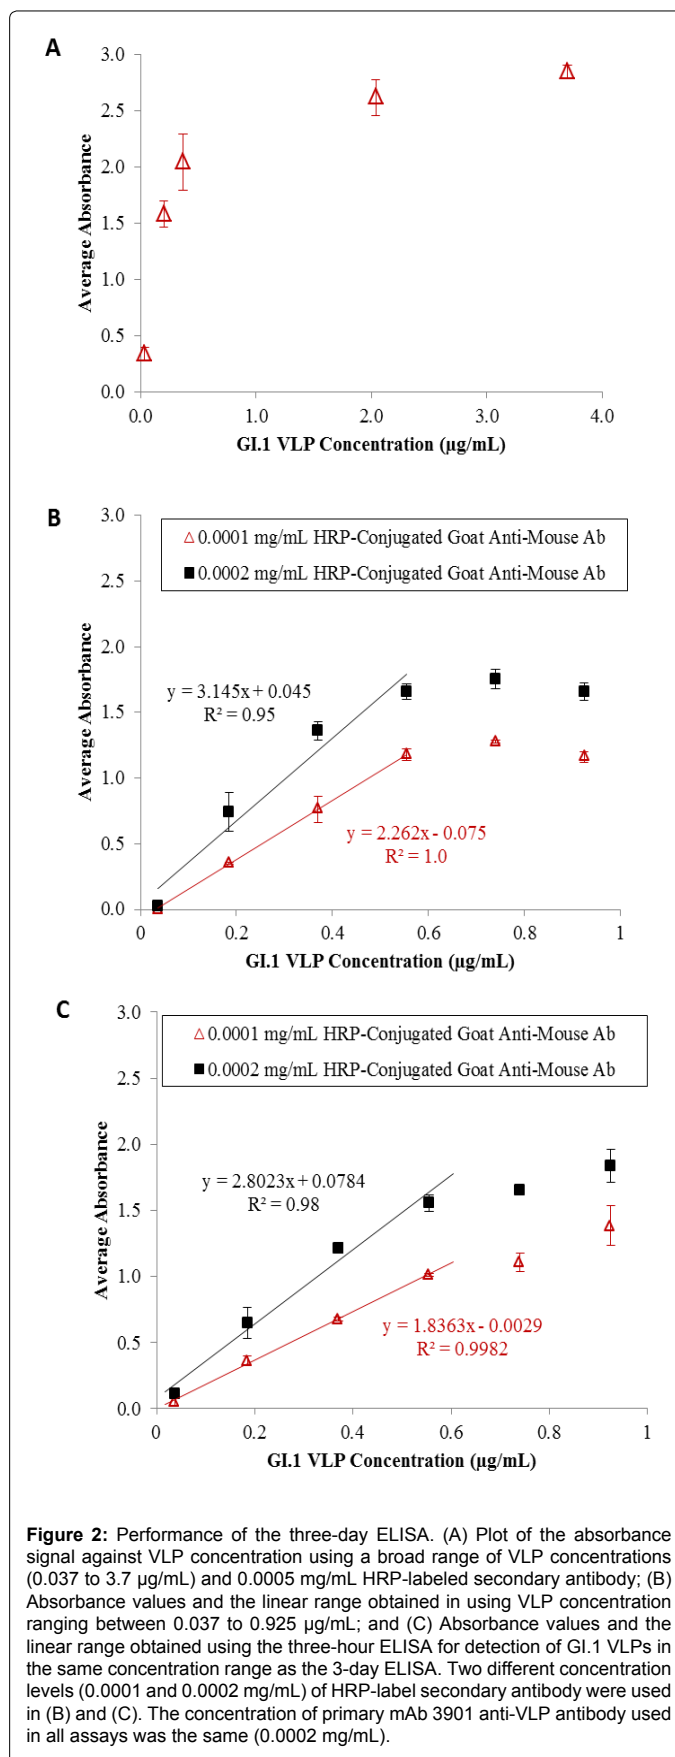 A
3.0
2.5
2.0
1.5
1.0
0.5
0.0
Average Absorbance
0.0 1.0 2.0 3.0 4.0
GI.1 VLP Concentration (µg/mL)
B
3.0
2.5
2.0
1.5
1.0
0.5
0.0
Average Absorbance
0.0001 mg/mL HRP-Conjugated Goat Anti-Mouse Ab
0.0002 mg/mL HRP-Conjugated Goat Anti-Mouse Ab
y = 3.145x + 0.045
R² = 0.95
y = 2.262x - 0.075
R² = 1.0
0 0.2 0.4 0.6 0.8 1
GI.1 VLP Concentration (µg/mL)
C
3.0
2.5
2.0
1.5
1.0
0.5
0.0
Average Absorbance
0.0001 mg/mL HRP-Conjugated Goat Anti-Mouse Ab
0.0002 mg/mL HRP-Conjugated Goat Anti-Mouse Ab
y = 2.8023x + 0.0784
R² = 0.98
y = 1.8363x - 0.0029
R² = 0.9982
0 0.2 0.4 0.6 0.8 1
GI.1 VLP Concentration (µg/mL)
Figure 2: Performance of the three-day ELISA. (A) Plot of the absorbance
signal against VLP concentration using a broad range of VLP concentrations
(0.037 to 3.7 µg/mL) and 0.0005 mg/mL HRP-labeled secondary antibody; (B)
Absorbance values and the linear range obtained in using VLP concentration
ranging between 0.037 to 0.925 µg/mL; and (C) Absorbance values and the
linear range obtained using the three-hour ELISA for detection of GI.1 VLPs in
the same concentration range as the 3-day ELISA. Two different concentration
levels (0.0001 and 0.0002 mg/mL) of HRP-label secondary antibody were used
in (B) and (C). The concentration of primary mAb 3901 anti-VLP antibody used
in all assays was the same (0.0002 mg/mL).